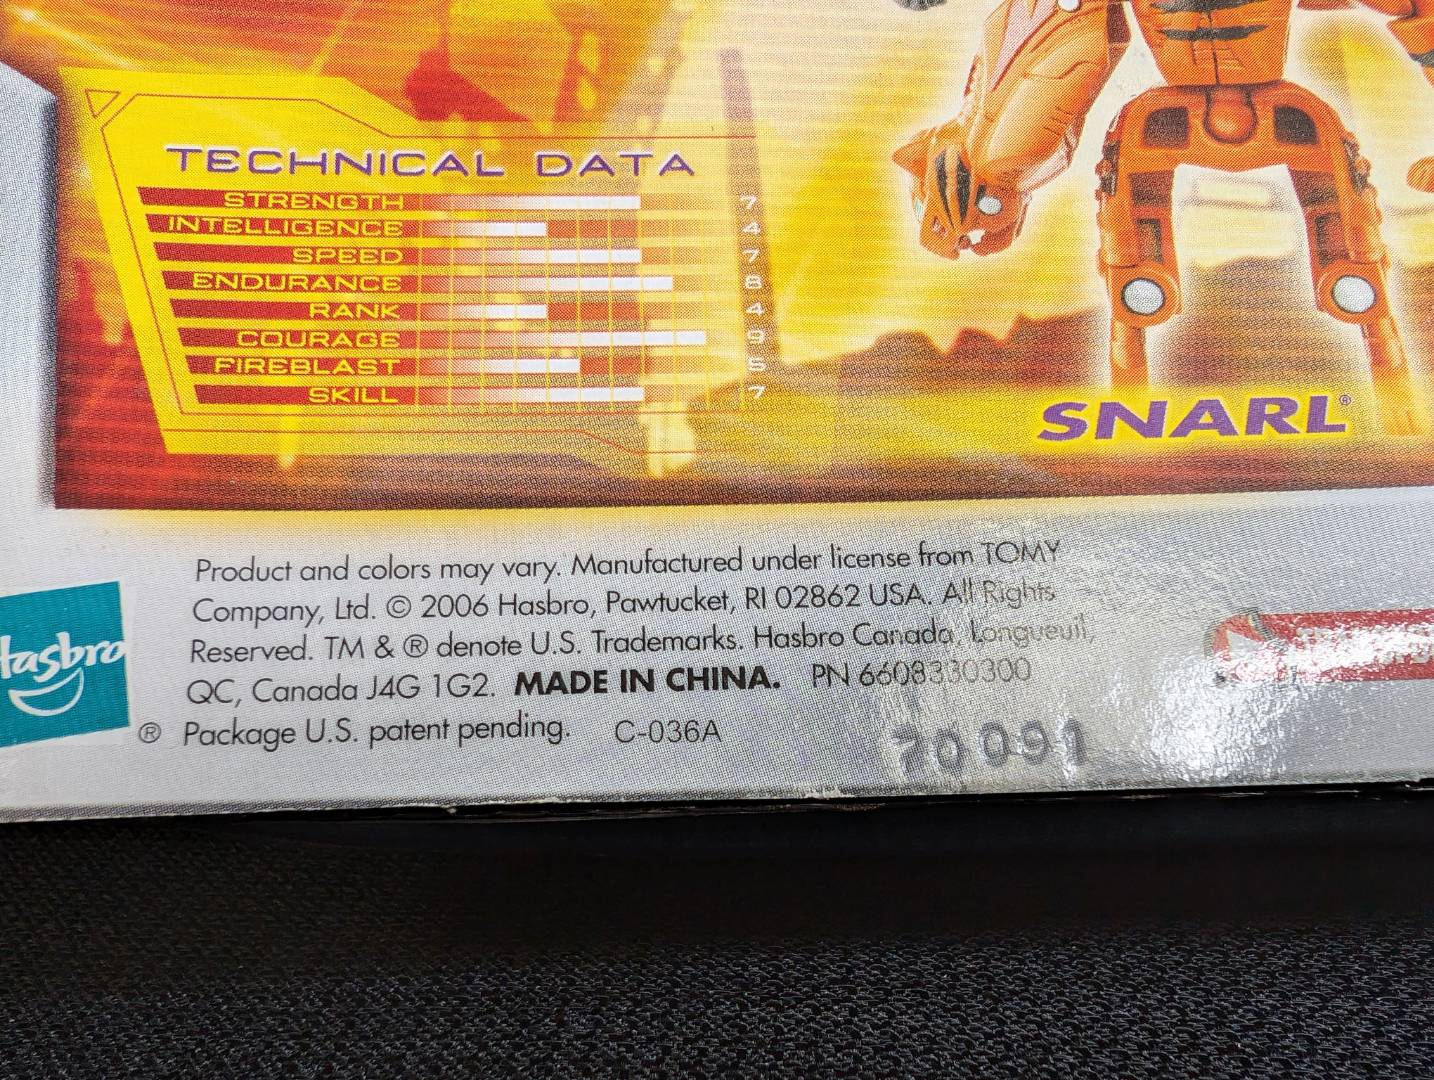 TECHNICAL DATA
STRENGTH 7
INTELLIGENCE 4
SPEED 7
ENDURANCE 8
RANK 4
COURAGE 9
FIREBLAST 5
SKILL 7
SNARL®
Product and colors may vary. Manufactured under license from TOMY
Company, Ltd. © 2006 Hasbro, Pawtucket, RI 02862 USA. All Rights
Reserved. TM & ® denote U.S. Trademarks. Hasbro Canada, Longueuil,
QC, Canada J4G 1G2. MADE IN CHINA. PN 6608330300
® Package U.S. patent pending. C-036A
Hasbro
70091